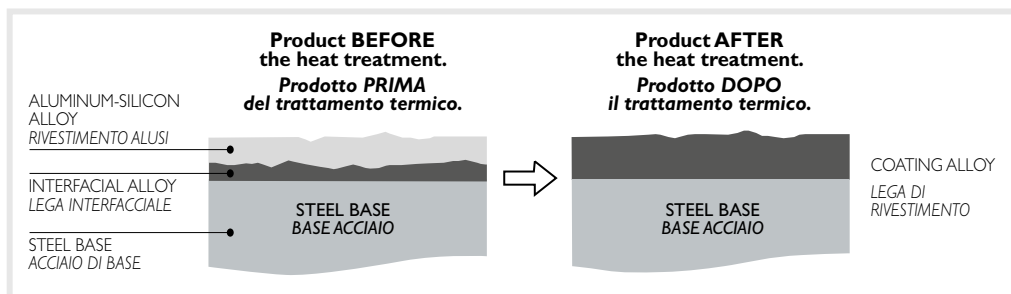 Product BEFORE
the heat treatment.
Prodotto PRIMA
del trattamento termico.
Product AFTER
the heat treatment.
Prodotto DOPO
il trattamento termico.
ALUMINUM-SILICON
ALLOY
RIVESTIMENTO ALUSI
INTERFACIAL ALLOY
LEGA INTERFACCIALE
STEEL BASE
ACCIAIO DI BASE
STEEL BASE
BASE ACCIAIO
STEEL BASE
BASE ACCIAIO
COATING ALLOY
LEGA DI
RIVESTIMENTO